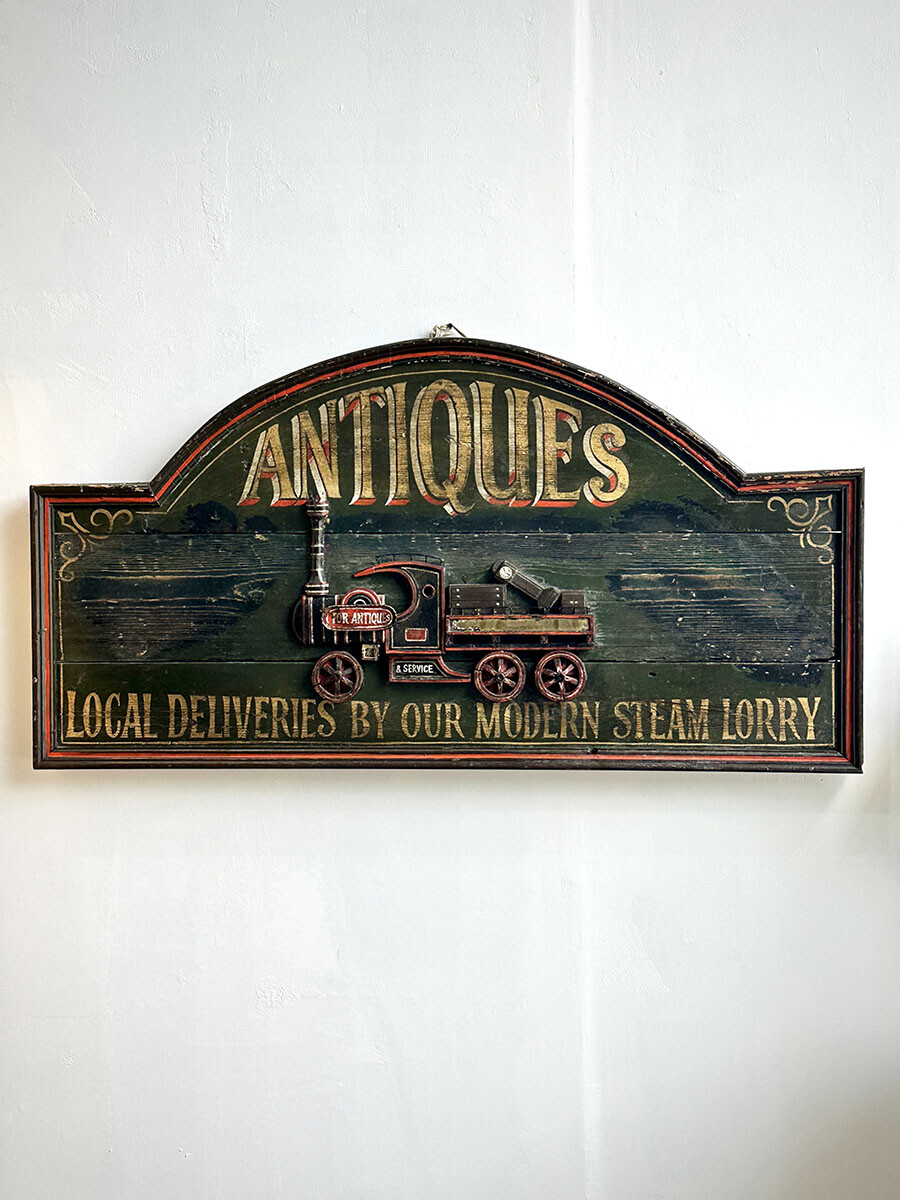 ANTIQUES
FOR ANTIQUES
& SERVICE
LOCAL DELIVERIES BY OUR MODERN STEAM LORRY